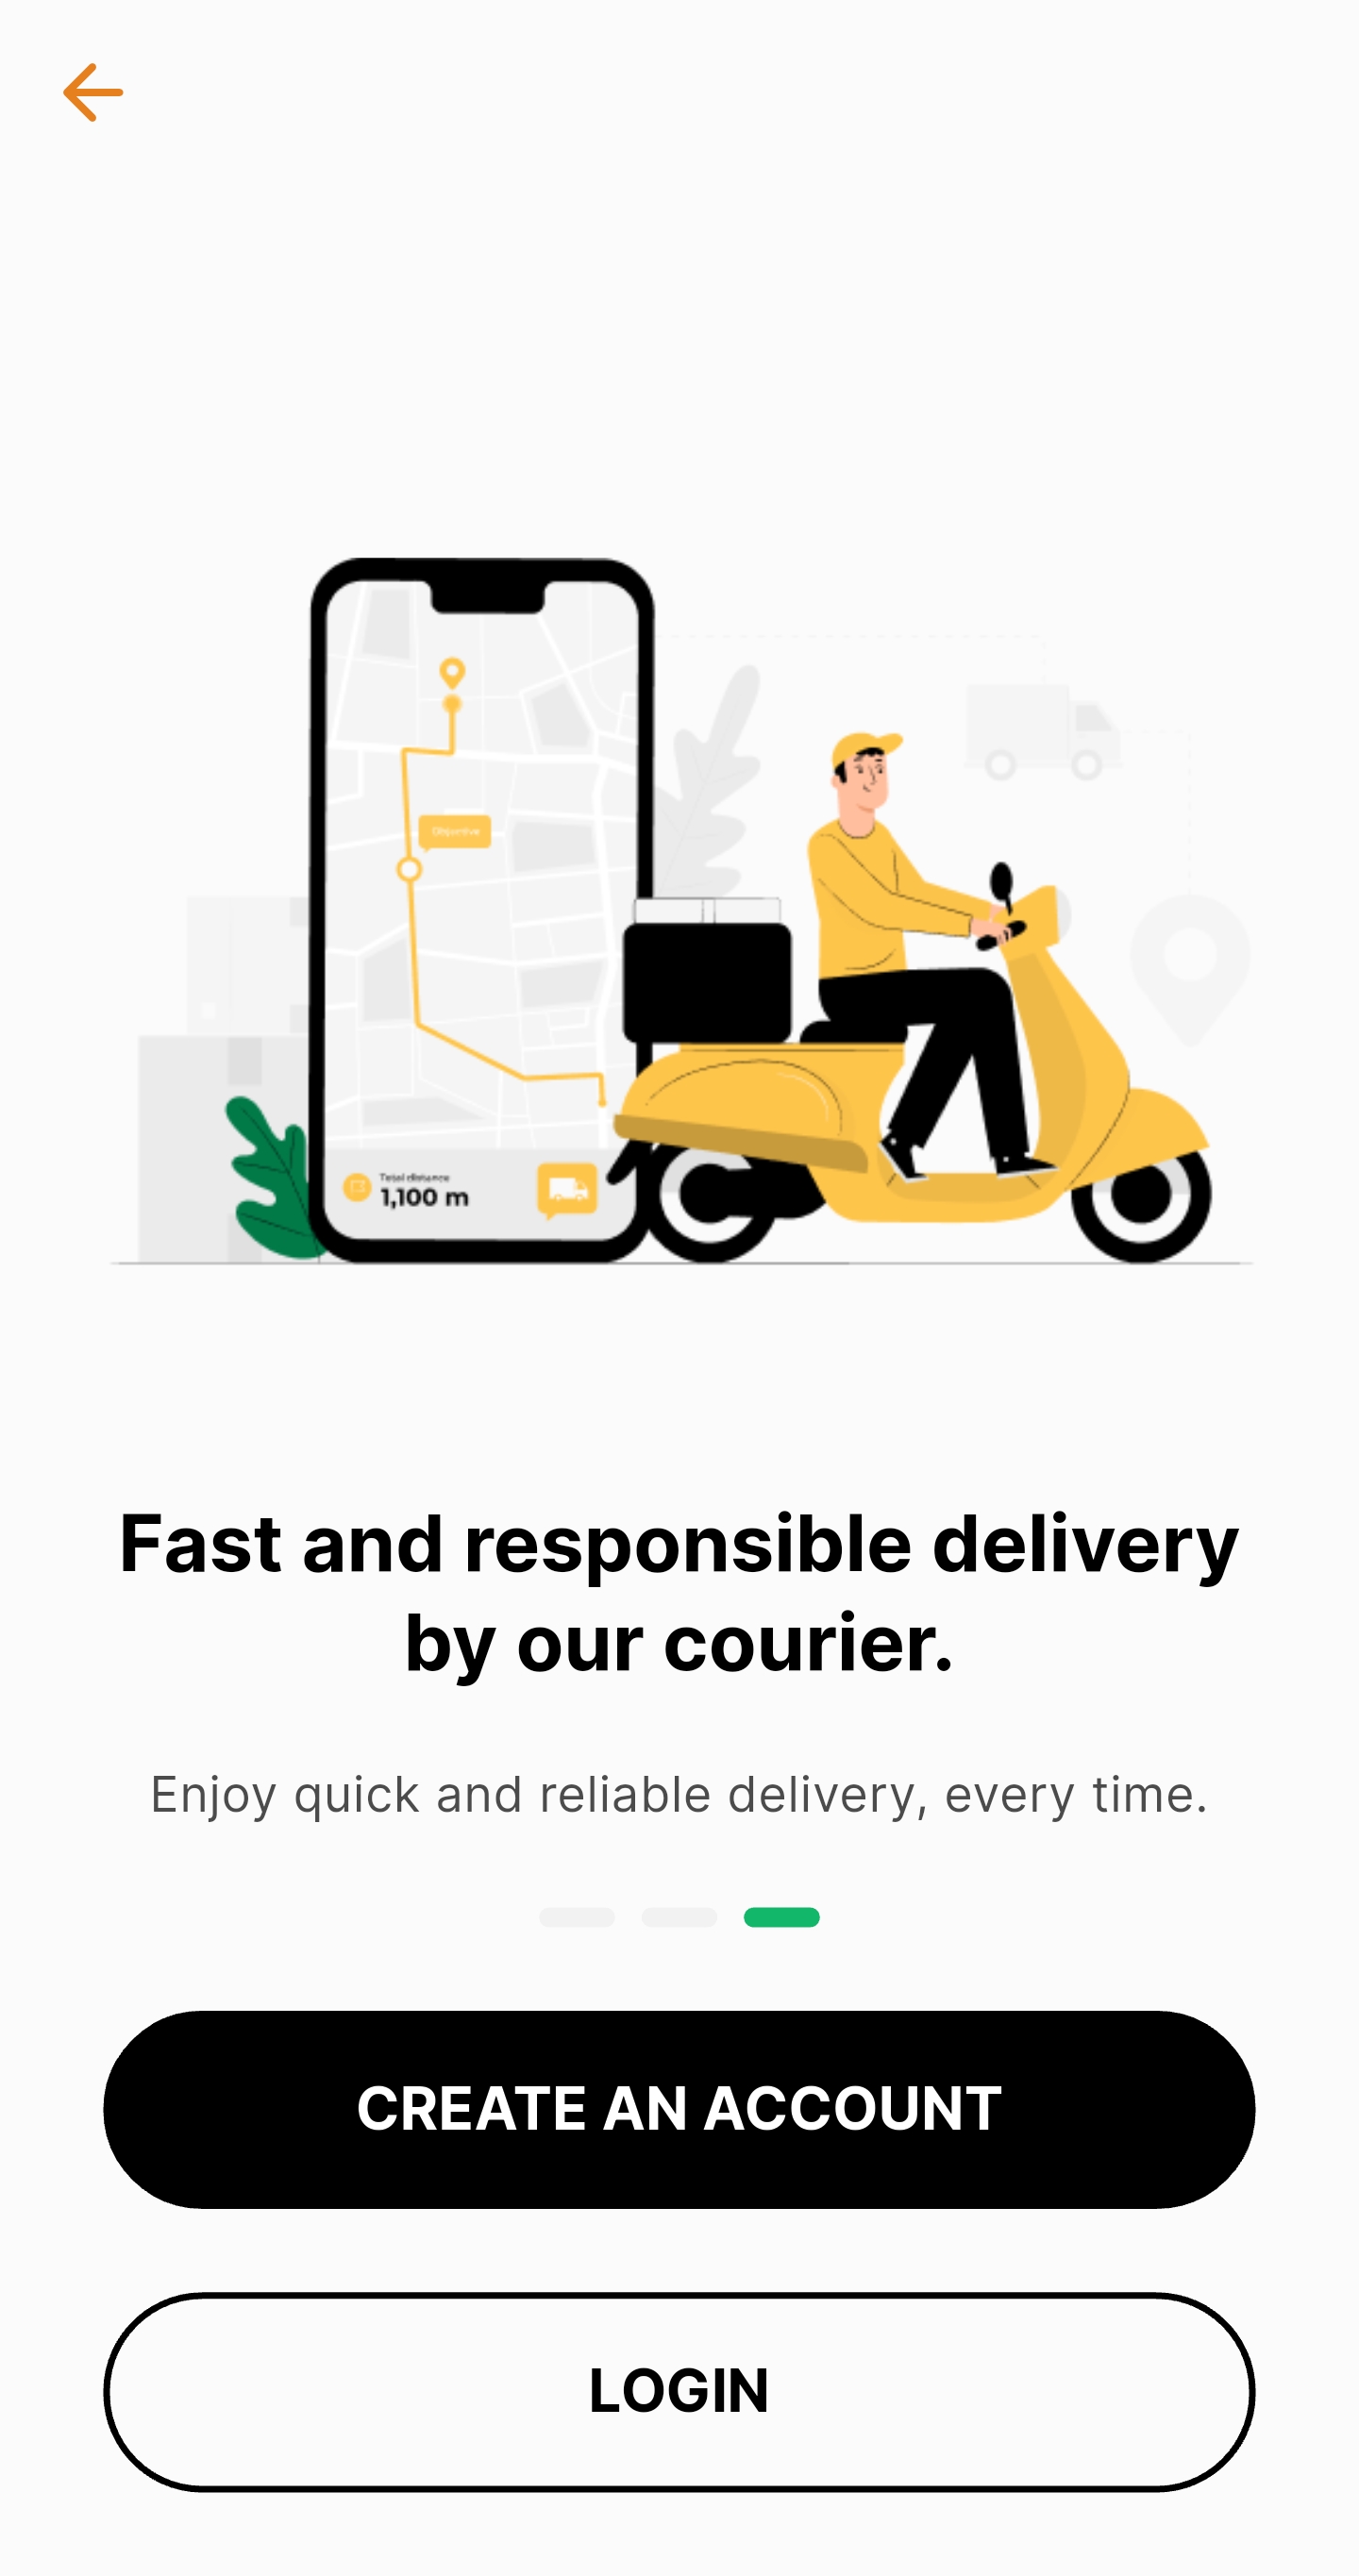 Objective
Total distance
1,100 m
Fast and responsible delivery
by our courier.
Enjoy quick and reliable delivery, every time.
CREATE AN ACCOUNT
LOGIN